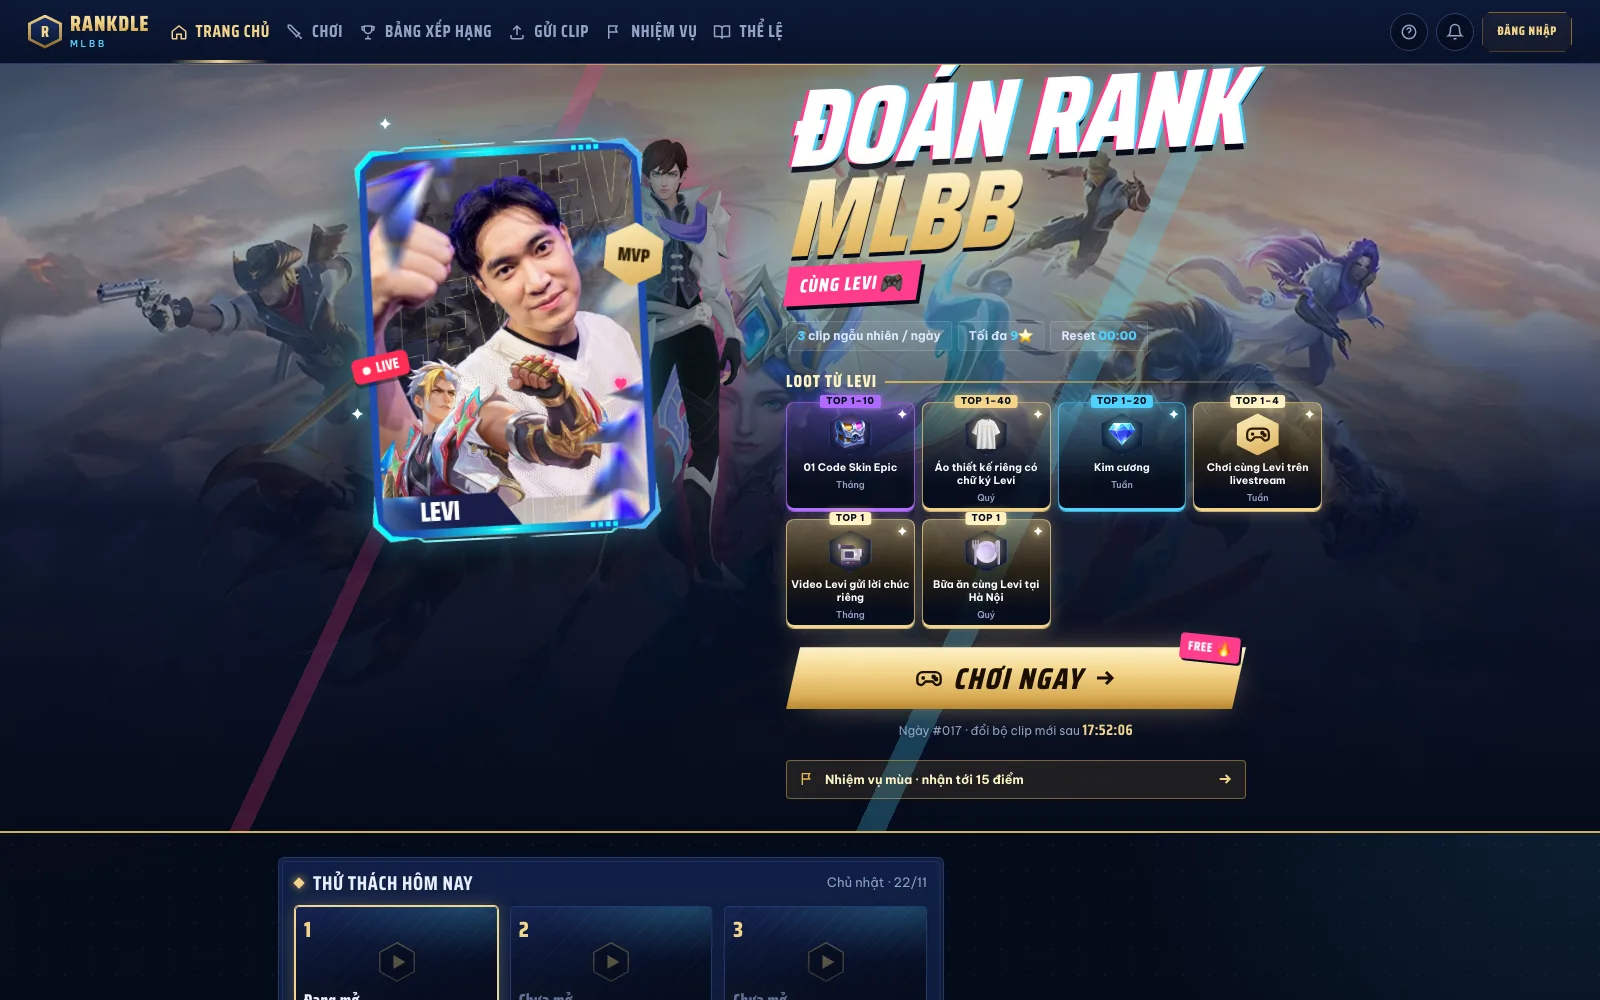 RANKDLE
MLBB
TRANG CHỦ
CHƠI
BẢNG XẾP HẠNG
GỬI CLIP
NHIỆM VỤ
THỂ LỆ
ĐĂNG NHẬP
MVP
LIVE
LEVI
ĐOÁN RANK
MLBB
CÙNG LEVI 🎮
3 clip ngẫu nhiên / ngày
Tối đa 9⭐
Reset 00:00
LOOT TỪ LEVI
TOP 1–10
01 Code Skin Epic
Tháng
TOP 1–40
Áo thiết kế riêng có
chữ ký Levi
Quý
TOP 1–20
Kim cương
Tuần
TOP 1–4
Chơi cùng Levi trên
livestream
Tuần
TOP 1
Video Levi gửi lời chúc
riêng
Tháng
TOP 1
Bữa ăn cùng Levi tại
Hà Nội
Quý
FREE 🔥
CHƠI NGAY →
Ngày #017 · đổi bộ clip mới sau 17:52:06
Nhiệm vụ mùa · nhận tới 15 điểm →
THỬ THÁCH HÔM NAY
Chủ nhật · 22/11
1
Đang mở
2
Chưa mở
3
Chưa mở